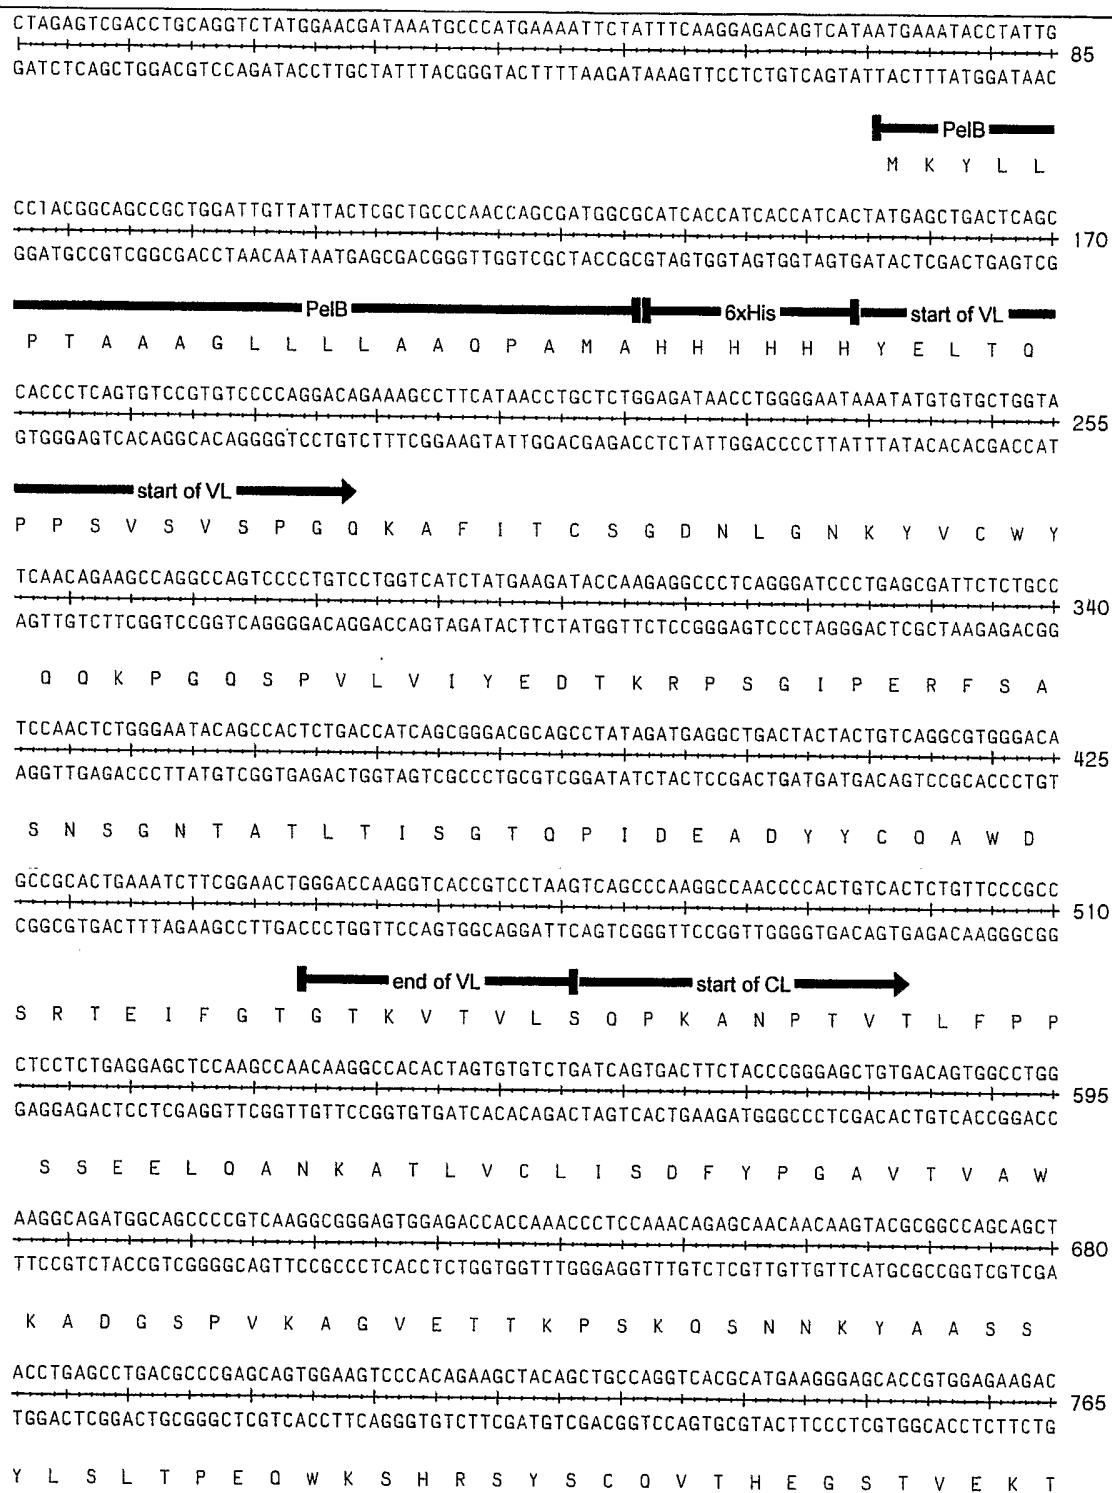 CTAGAGTCGACCTGCAGGTCTATGGAACGATAAATGCCCATGAAAATTCTATTTCAAGGAGACAGTCATAATGAAATACCTATTG
85
GATCTCAGCTGGACGTCCAGATACCTTGCTATTTACGGGTACTTTTAAGATAAAGTTCCTCTGTCAGTATTACTTTATGGATAAC
PelB
M K Y L L
CCTACGGCAGCCGCTGGATTGTTATTACTCGCTGCCCAACCAGCGATGGCGCATCACCATCACCATCACTATGAGCTGACTCAGC
170
GGATGCCGTCGGCGACCTAACAATAATGAGCGACGGGTTGGTCGCTACCGCGTAGTGGTAGTGGTAGTGATACTCGACTGAGTCG
PelB 6xHis start of VL
P T A A A G L L L L A A Q P A M A H H H H H H Y E L T Q
CACCCTCAGTGTCCGTGTCCCCAGGACAGAAAGCCTTCATAACCTGCTCTGGAGATAACCTGGGGAATAAATATGTGTGCTGGTA
255
GTGGGAGTCACAGGCACAGGGGTCCTGTCTTTCGGAAGTATTGGACGAGACCTCTATTGGACCCCTTATTTATACACACGACCAT
start of VL
P P S V S V S P G Q K A F I T C S G D N L G N K Y V C W Y
TCAACAGAAGCCAGGCCAGTCCCCTGTCCTGGTCATCTATGAAGATACCAAGAGGCCCTCAGGGATCCCTGAGCGATTCTCTGCC
340
AGTTGTCTTCGGTCCGGTCAGGGGACAGGACCAGTAGATACTTCTATGGTTCTCCGGGAGTCCCTAGGGACTCGCTAAGAGACGG
Q Q K P G Q S P V L V I Y E D T K R P S G I P E R F S A
TCCAACTCTGGGAATACAGCCACTCTGACCATCAGCGGGACGCAGCCTATAGATGAGGCTGACTACTACTGTCAGGCGTGGGACA
425
AGGTTGAGACCCTTATGTCGGTGAGACTGGTAGTCGCCCTGCGTCGGATATCTACTCCGACTGATGATGACAGTCCGCACCCTGT
S N S G N T A T L T I S G T Q P I D E A D Y Y C Q A W D
GCCGCACTGAAATCTTCGGAACTGGGACCAAGGTCACCGTCCTAAGTCAGCCCAAGGCCAACCCCACTGTCACTCTGTTCCCGCC
510
CGGCGTGACTTTAGAAGCCTTGACCCTGGTTCCAGTGGCAGGATTCAGTCGGGTTCCGGTTGGGGTGACAGTGAGACAAGGGCGG
end of VL start of CL
S R T E I F G T G T K V T V L S Q P K A N P T V T L F P P
CTCCTCTGAGGAGCTCCAAGCCAACAAGGCCACACTAGTGTGTCTGATCAGTGACTTCTACCCGGGAGCTGTGACAGTGGCCTGG
595
GAGGAGACTCCTCGAGGTTCGGTTGTTCCGGTGTGATCACACAGACTAGTCACTGAAGATGGGCCCTCGACACTGTCACCGGACC
S S E E L Q A N K A T L V C L I S D F Y P G A V T V A W
AAGGCAGATGGCAGCCCCGTCAAGGCGGGAGTGGAGACCACCAAACCCTCCAAACAGAGCAACAACAAGTACGCGGCCAGCAGCT
680
TTCCGTCTACCGTCGGGGCAGTTCCGCCCTCACCTCTGGTGGTTTGGGAGGTTTGTCTCGTTGTTGTTCATGCGCCGGTCGTCGA
K A D G S P V K A G V E T T K P S K Q S N N K Y A A S S
ACCTGAGCCTGACGCCCGAGCAGTGGAAGTCCCACAGAAGCTACAGCTGCCAGGTCACGCATGAAGGGAGCACCGTGGAGAAGAC
765
TGGACTCGGACTGCGGGCTCGTCACCTTCAGGGTGTCTTCGATGTCGACGGTCCAGTGCGTACTTCCCTCGTGGCACCTCTTCTG
Y L S L T P E Q W K S H R S Y S C Q V T H E G S T V E K T